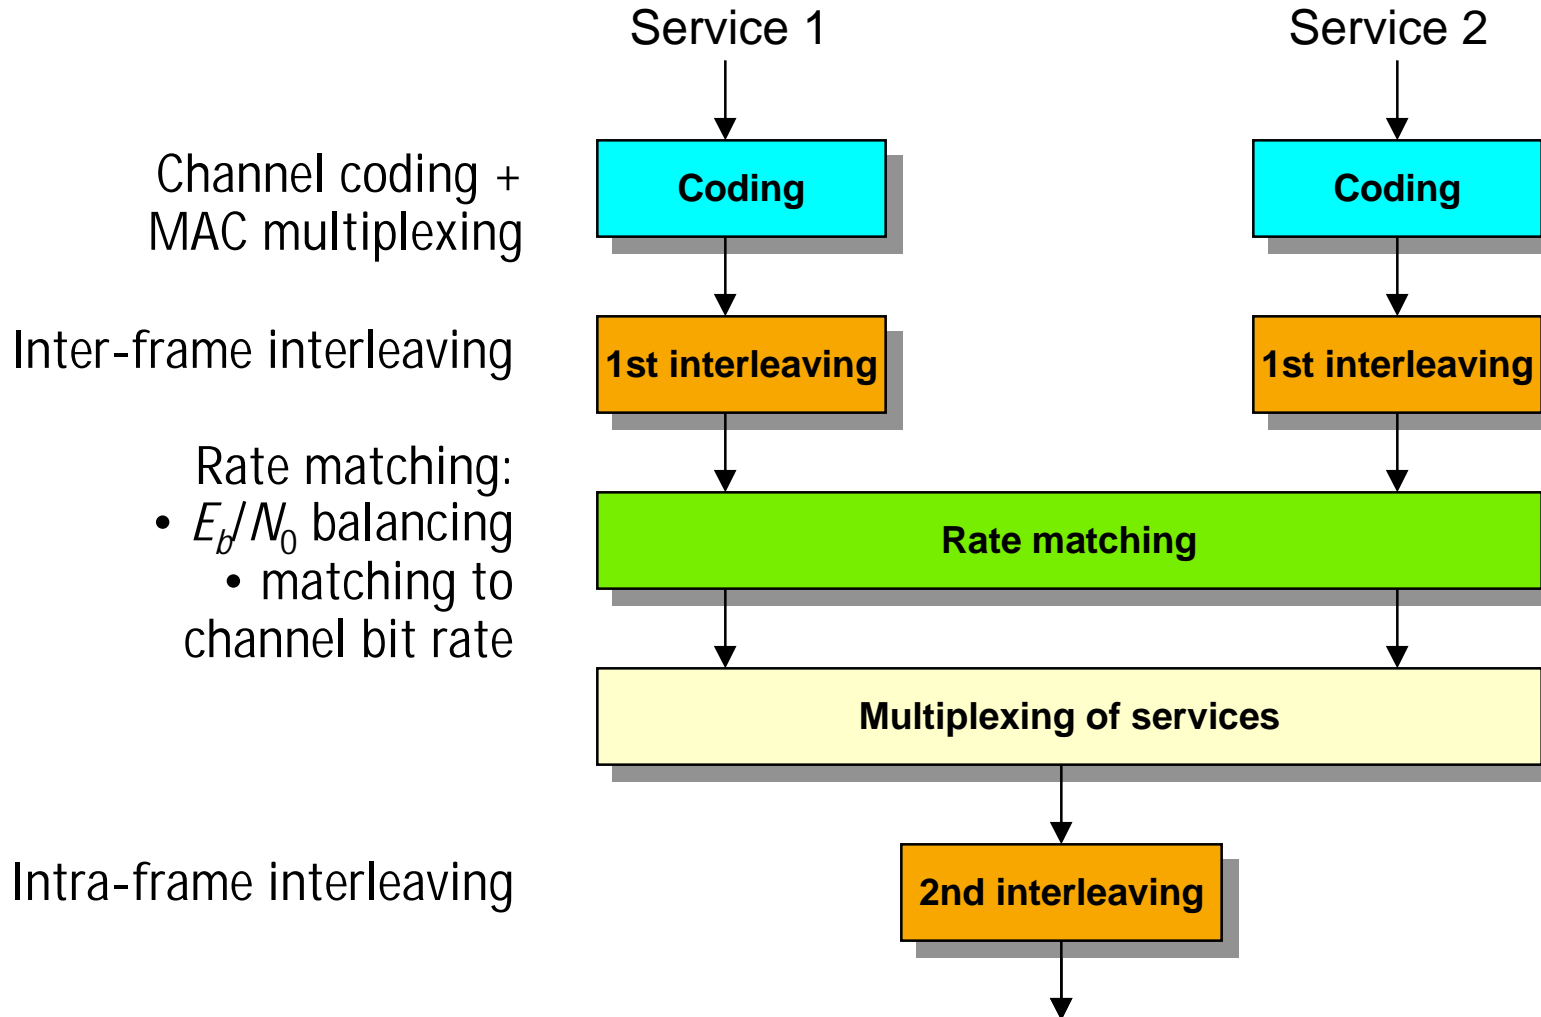 Service 1
Service 2
Channel coding +
MAC multiplexing
Coding
Coding
Inter-frame interleaving
1st interleaving
1st interleaving
Rate matching:
• Eb/N0 balancing
• matching to
channel bit rate
Rate matching
Multiplexing of services
Intra-frame interleaving
2nd interleaving